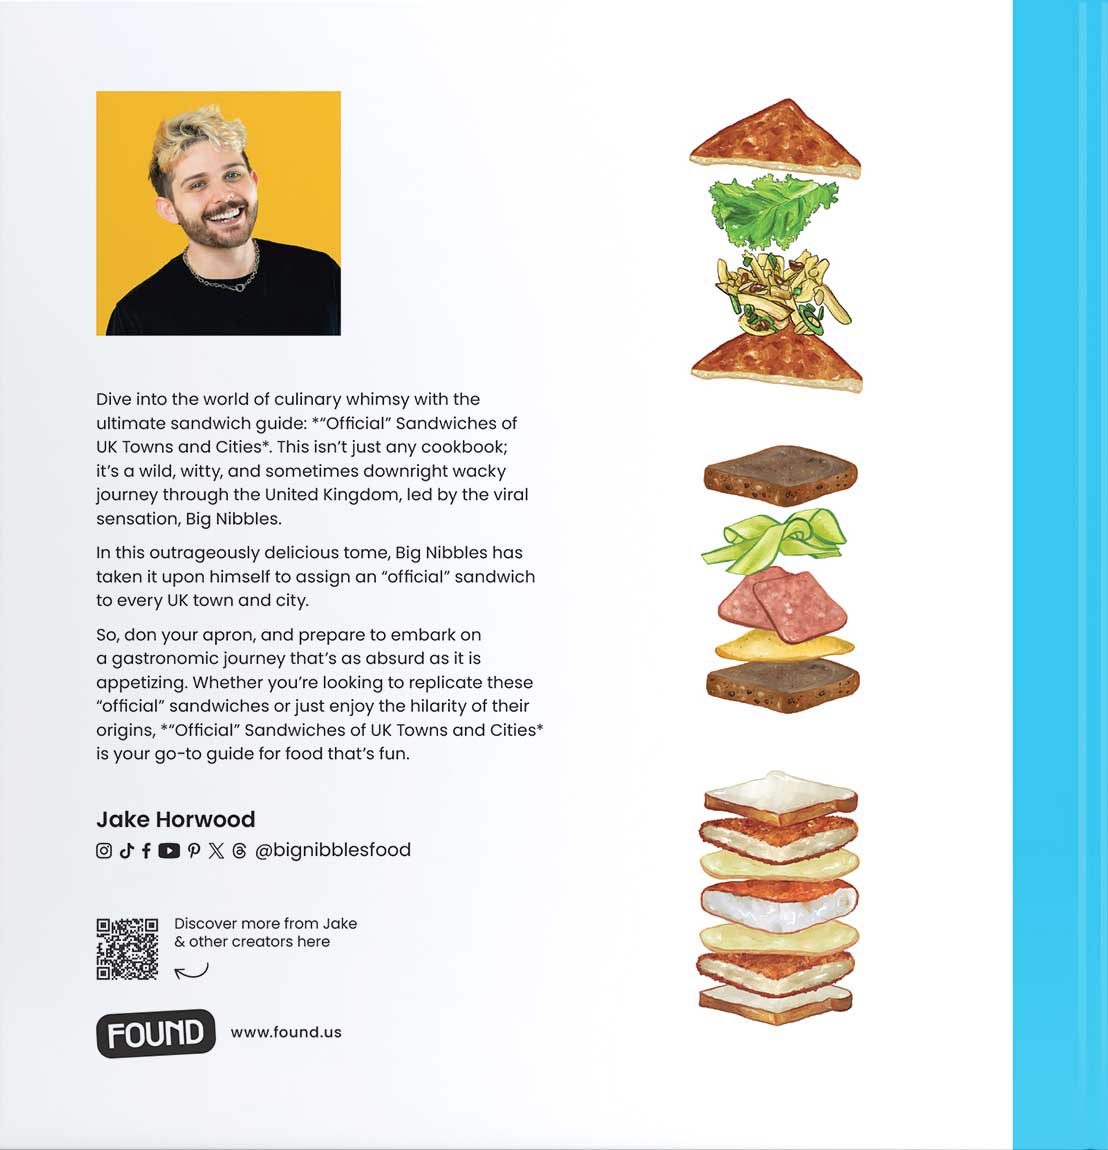 Dive into the world of culinary whimsy with the
ultimate sandwich guide: *“Official” Sandwiches of
UK Towns and Cities*. This isn’t just any cookbook;
it’s a wild, witty, and sometimes downright wacky
journey through the United Kingdom, led by the viral
sensation, Big Nibbles.
In this outrageously delicious tome, Big Nibbles has
taken it upon himself to assign an “official” sandwich
to every UK town and city.
So, don your apron, and prepare to embark on
a gastronomic journey that’s as absurd as it is
appetizing. Whether you’re looking to replicate these
“official” sandwiches or just enjoy the hilarity of their
origins, *“Official” Sandwiches of UK Towns and Cities*
is your go-to guide for food that’s fun.
Jake Horwood
@bignibblesfood
Discover more from Jake
& other creators here
FOUND www.found.us